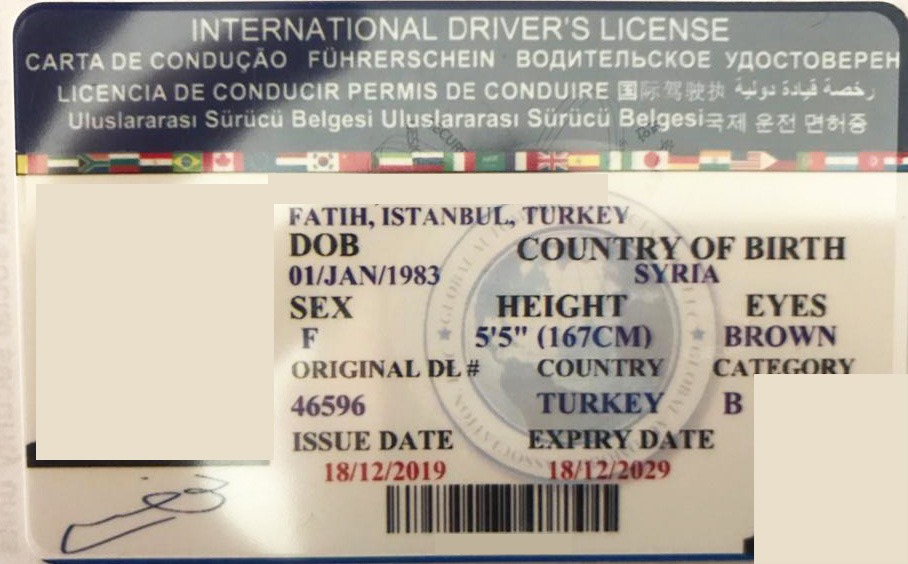 INTERNATIONAL DRIVER'S LICENSE
CARTA DE CONDUÇÃO FÜHRERSCHEIN ВОДИТЕЛЬСКОЕ УДОСТОВЕРЕН
LICENCIA DE CONDUCIR PERMIS DE CONDUIRE 国际驾驶执 رخصة قيادة دولية
Uluslararası Sürücü Belgesi Uluslararası Sürücü Belgesi국제 운전 면허증
FATIH, ISTANBUL, TURKEY
DOB COUNTRY OF BIRTH
01/JAN/1983 SYRIA
SEX HEIGHT EYES
F 5'5" (167CM) BROWN
ORIGINAL DL # COUNTRY CATEGORY
46596 TURKEY B
ISSUE DATE EXPIRY DATE
18/12/2019 18/12/2029